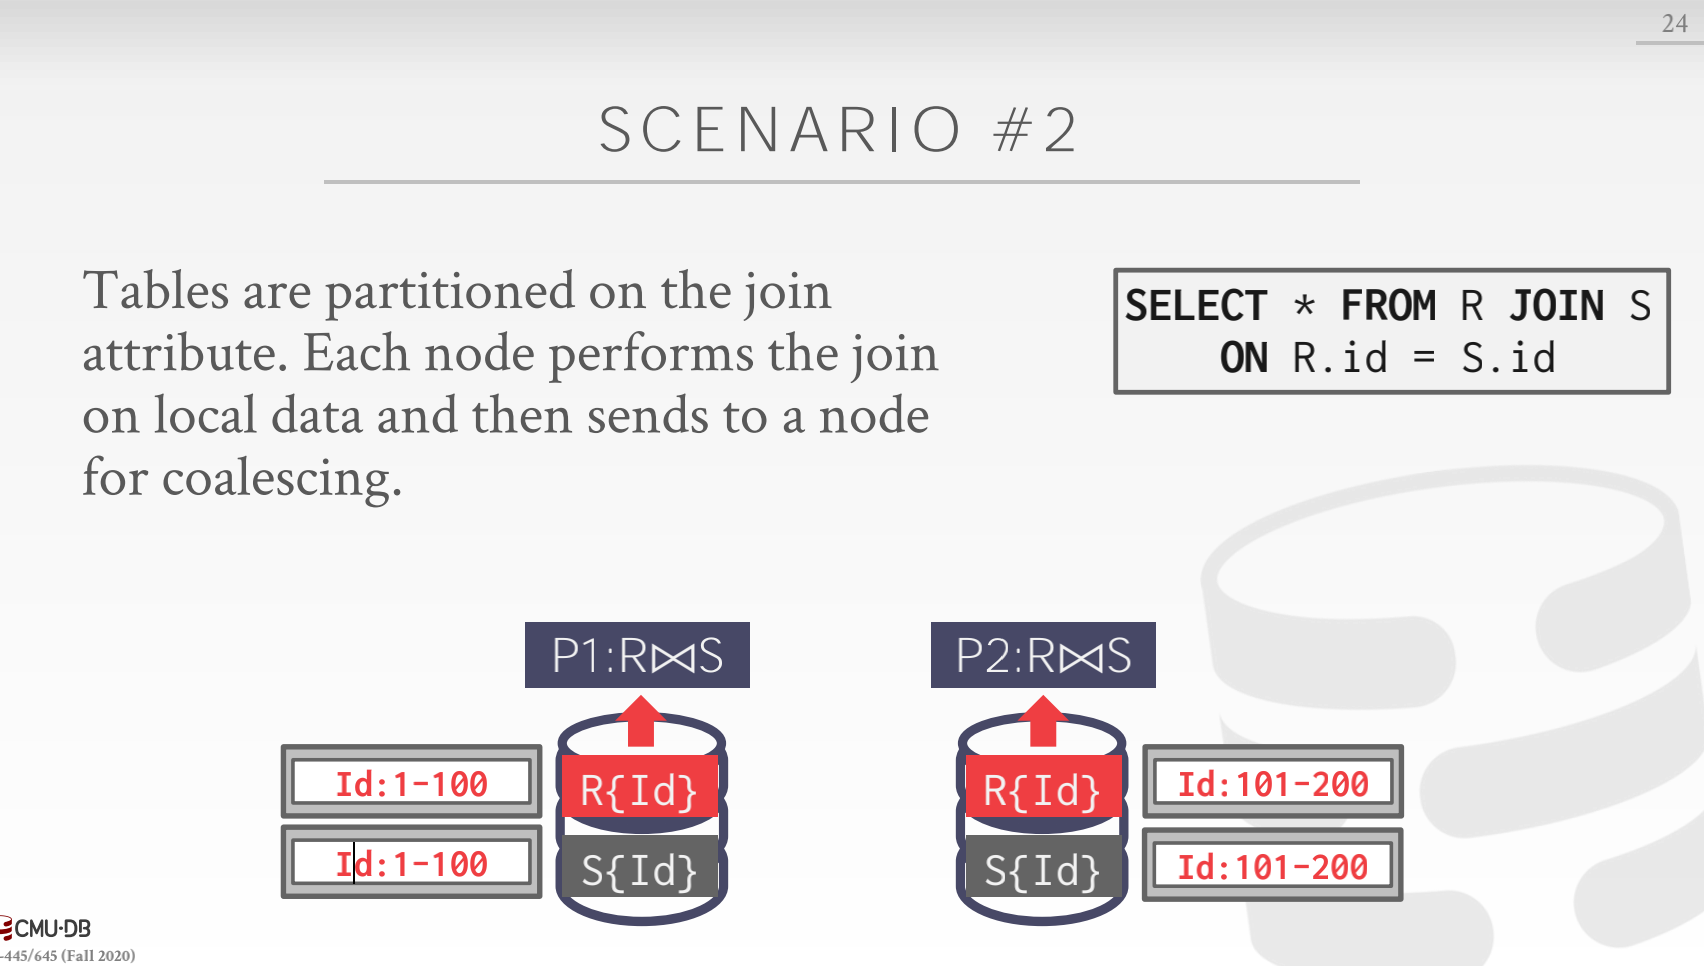 24
SCENARIO #2
Tables are partitioned on the join
attribute. Each node performs the join
on local data and then sends to a node
for coalescing.
SELECT * FROM R JOIN S
ON R.id = S.id
P1:R⋈S
P2:R⋈S
Id:1-100
R{Id}
R{Id}
Id:101-200
Id:1-100
S{Id}
S{Id}
Id:101-200
CMU·DB
-445/645 (Fall 2020)